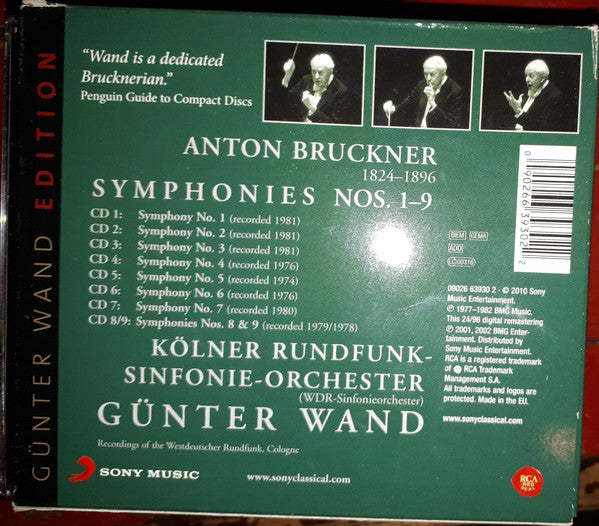 GÜNTER WAND EDITION
“Wand is a dedicated
Brucknerian.”
Penguin Guide to Compact Discs
ANTON BRUCKNER
1824–1896
SYMPHONIES NOS. 1–9
CD 1: Symphony No. 1 (recorded 1981)
CD 2: Symphony No. 2 (recorded 1981)
CD 3: Symphony No. 3 (recorded 1981)
CD 4: Symphony No. 4 (recorded 1976)
CD 5: Symphony No. 5 (recorded 1974)
CD 6: Symphony No. 6 (recorded 1976)
CD 7: Symphony No. 7 (recorded 1980)
CD 8/9: Symphonies Nos. 8 & 9 (recorded 1979/1978)
KÖLNER RUNDFUNK-
SINFONIE-ORCHESTER
(WDR-Sinfonieorchester)
GÜNTER WAND
Recordings of the Westdeutscher Rundfunk, Cologne
SONY MUSIC
www.sonyclassical.com
0 90266 39302 2
BIEM GEMA
ADD
LC 00316
09026 63930 2 · © 2010 Sony
Music Entertainment.
℗ 1977–1982 BMG Music.
This 24/96 digital remastering
℗ 2001, 2002 BMG Enter-
tainment. Distributed by
Sony Music Entertainment.
RCA is a registered trademark
of ® RCA Trademark
Management S.A.
All trademarks and logos are
protected. Made in the EU.
www.sonyclassical.com
RCA
RED
SEAL